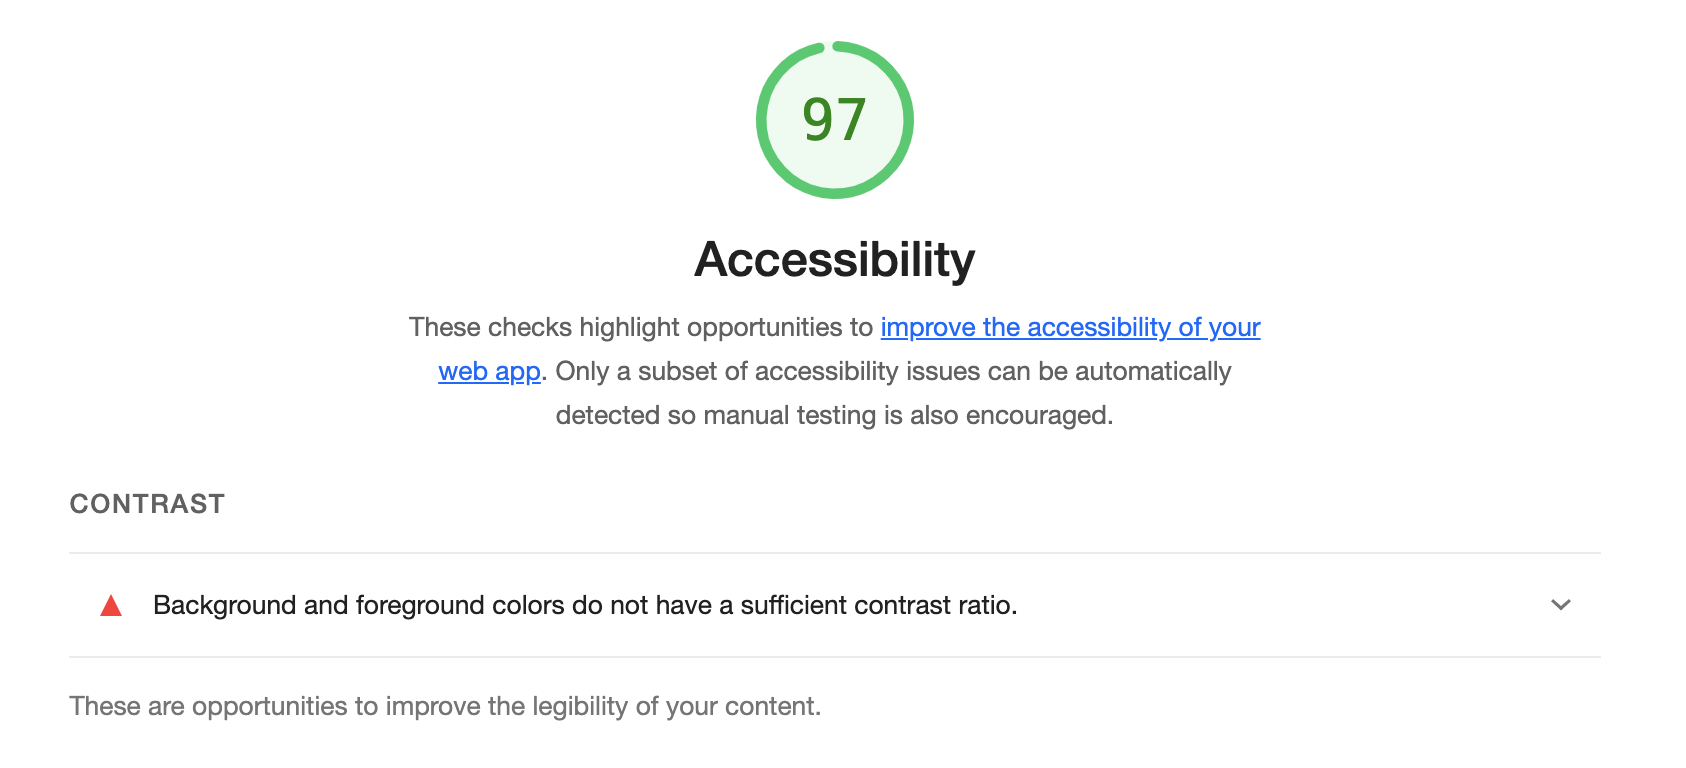 97
Accessibility
These checks highlight opportunities to improve the accessibility of your
web app. Only a subset of accessibility issues can be automatically
detected so manual testing is also encouraged.
CONTRAST
Background and foreground colors do not have a sufficient contrast ratio.
These are opportunities to improve the legibility of your content.